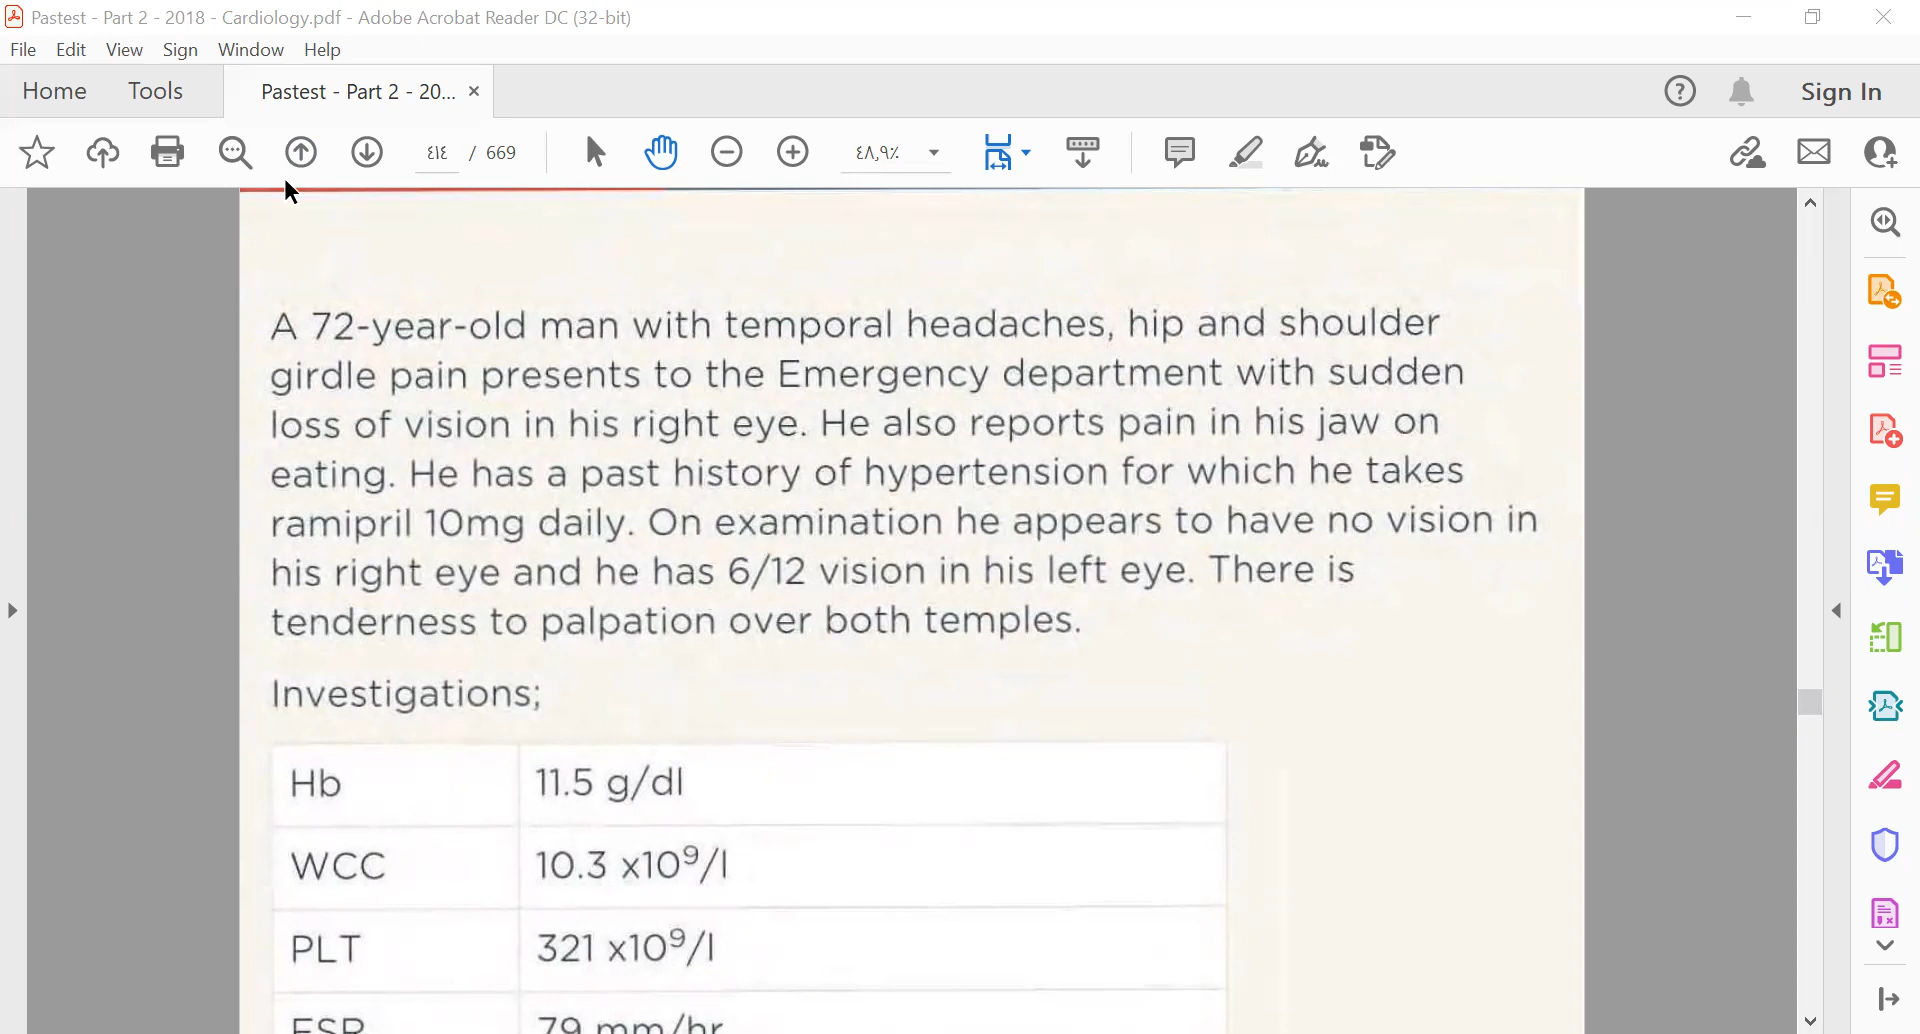 Pastest - Part 2 - 2018 - Cardiology.pdf - Adobe Acrobat Reader DC (32-bit)
File Edit View Sign Window Help
Home Tools Pastest - Part 2 - 20... × Sign In
٤١٤ / 669 ٤٨,٩٪
A 72-year-old man with temporal headaches, hip and shoulder
girdle pain presents to the Emergency department with sudden
loss of vision in his right eye. He also reports pain in his jaw on
eating. He has a past history of hypertension for which he takes
ramipril 10mg daily. On examination he appears to have no vision in
his right eye and he has 6/12 vision in his left eye. There is
tenderness to palpation over both temples.
Investigations;
Hb 11.5 g/dl
WCC 10.3 x10⁹/l
PLT 321 x10⁹/l
ESR 79 mm/hr